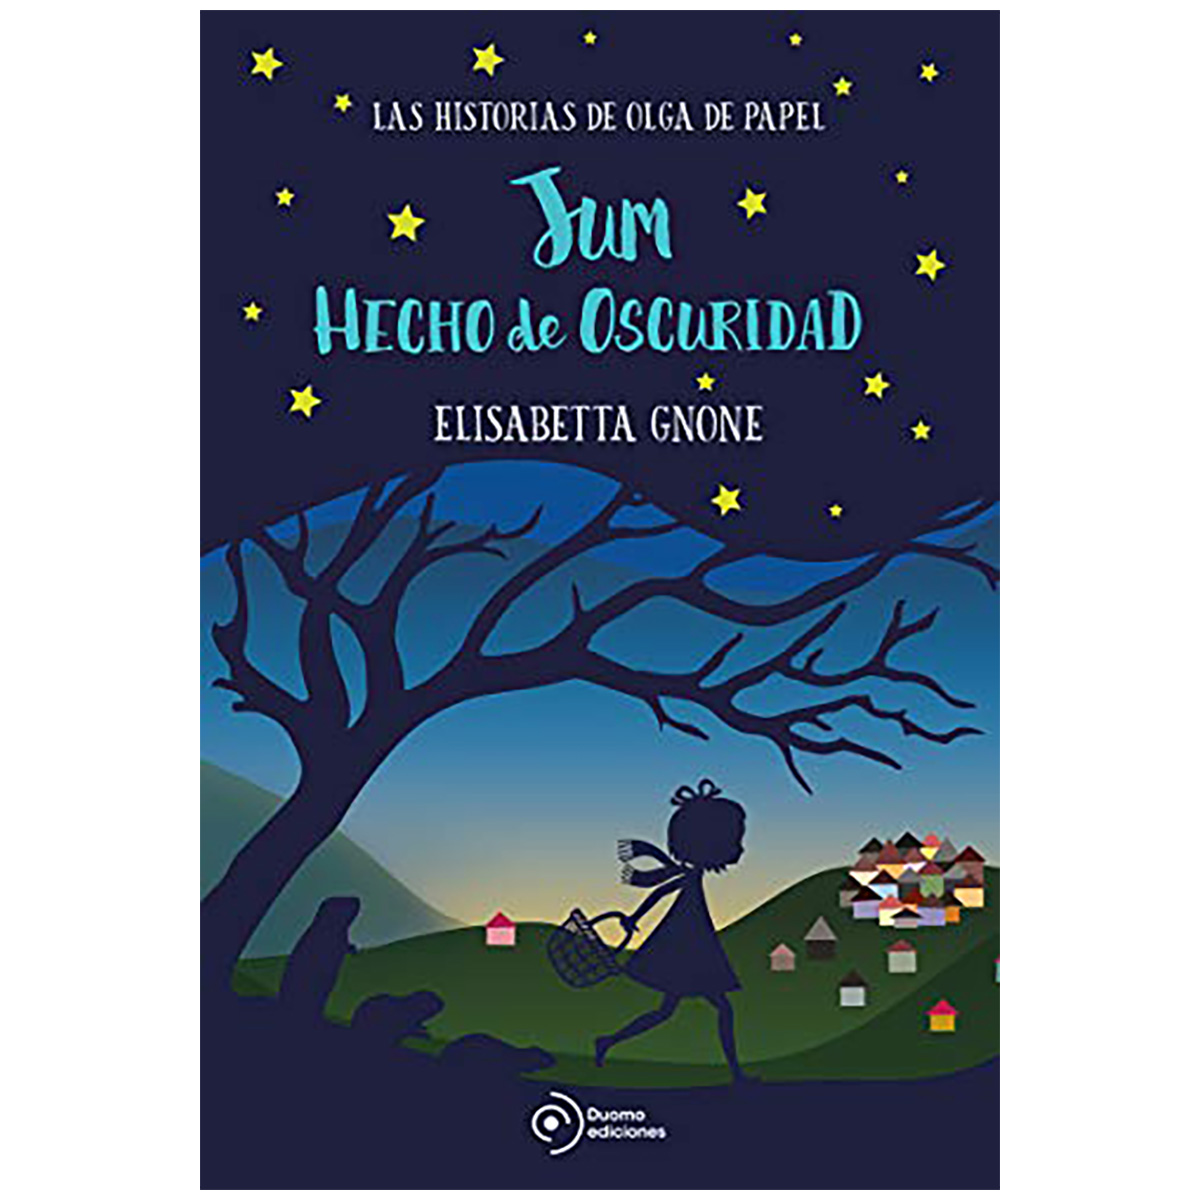 LAS HISTORIAS DE OLGA DE PAPEL
JUM
HECHO de OSCURIDAD
ELISABETTA GNONE
Duomo
ediciones